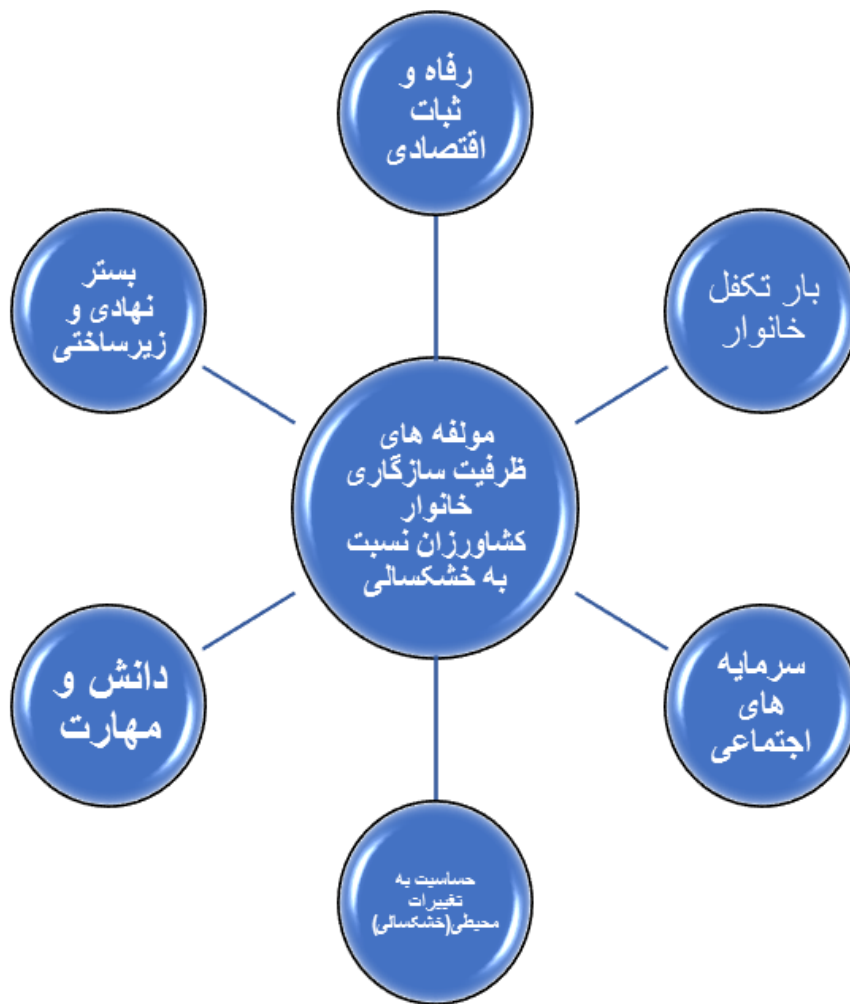 رفاه و
ثبات
اقتصادی
بار تکفل
خانوار
سرمایه
های
اجتماعی
حساسیت به
تغییرات
محیطی(خشکسالی)
دانش و
مهارت
بستر
نهادی و
زیرساختی
مولفه های
ظرفیت سازگاری
خانوار
کشاورزان نسبت
به خشکسالی